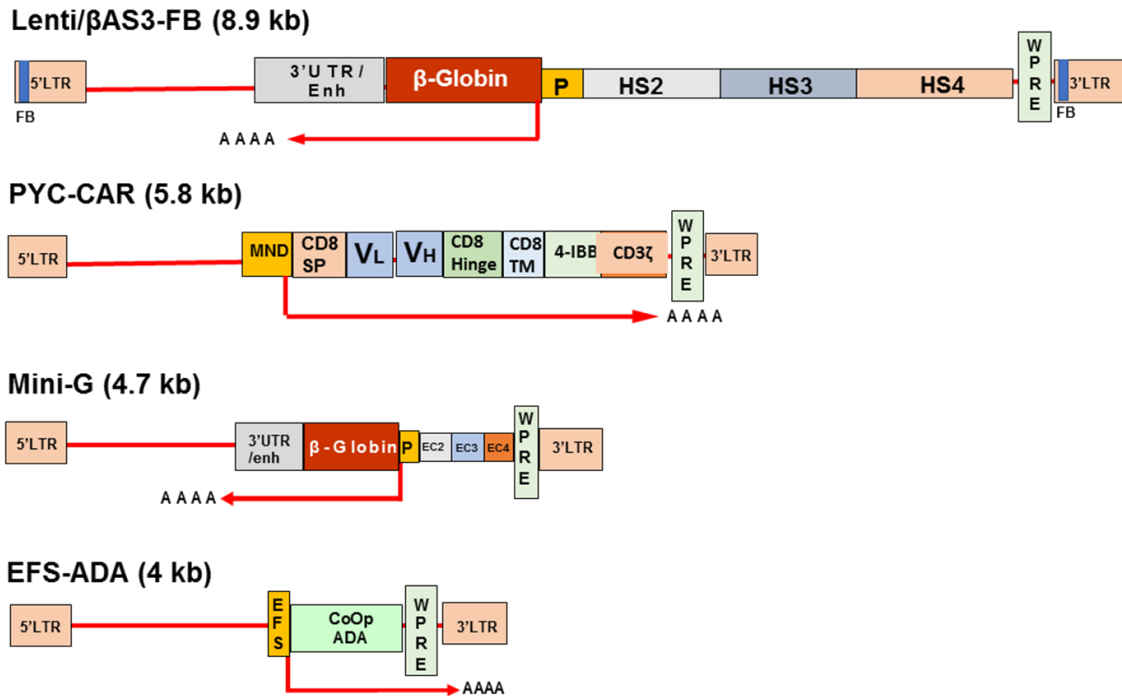 Lenti/βAS3-FB (8.9 kb)
5'LTR
FB
3'U TR /
Enh
β-Globin
P
HS2
HS3
HS4
W
P
R
E
3'LTR
FB
A A A A
PYC-CAR (5.8 kb)
5'LTR
MND
CD8
SP
VL
VH
CD8
Hinge
CD8
TM
4-IBB
CD3ζ
W
P
R
E
3'LTR
A A A A
Mini-G (4.7 kb)
5'LTR
3'UTR
/enh
β-Globin
P
EC2
EC3
EC4
W
P
R
E
3'LTR
A A A A
EFS-ADA (4 kb)
5'LTR
E
F
S
CoOp
ADA
W
P
R
E
3'LTR
AAAA